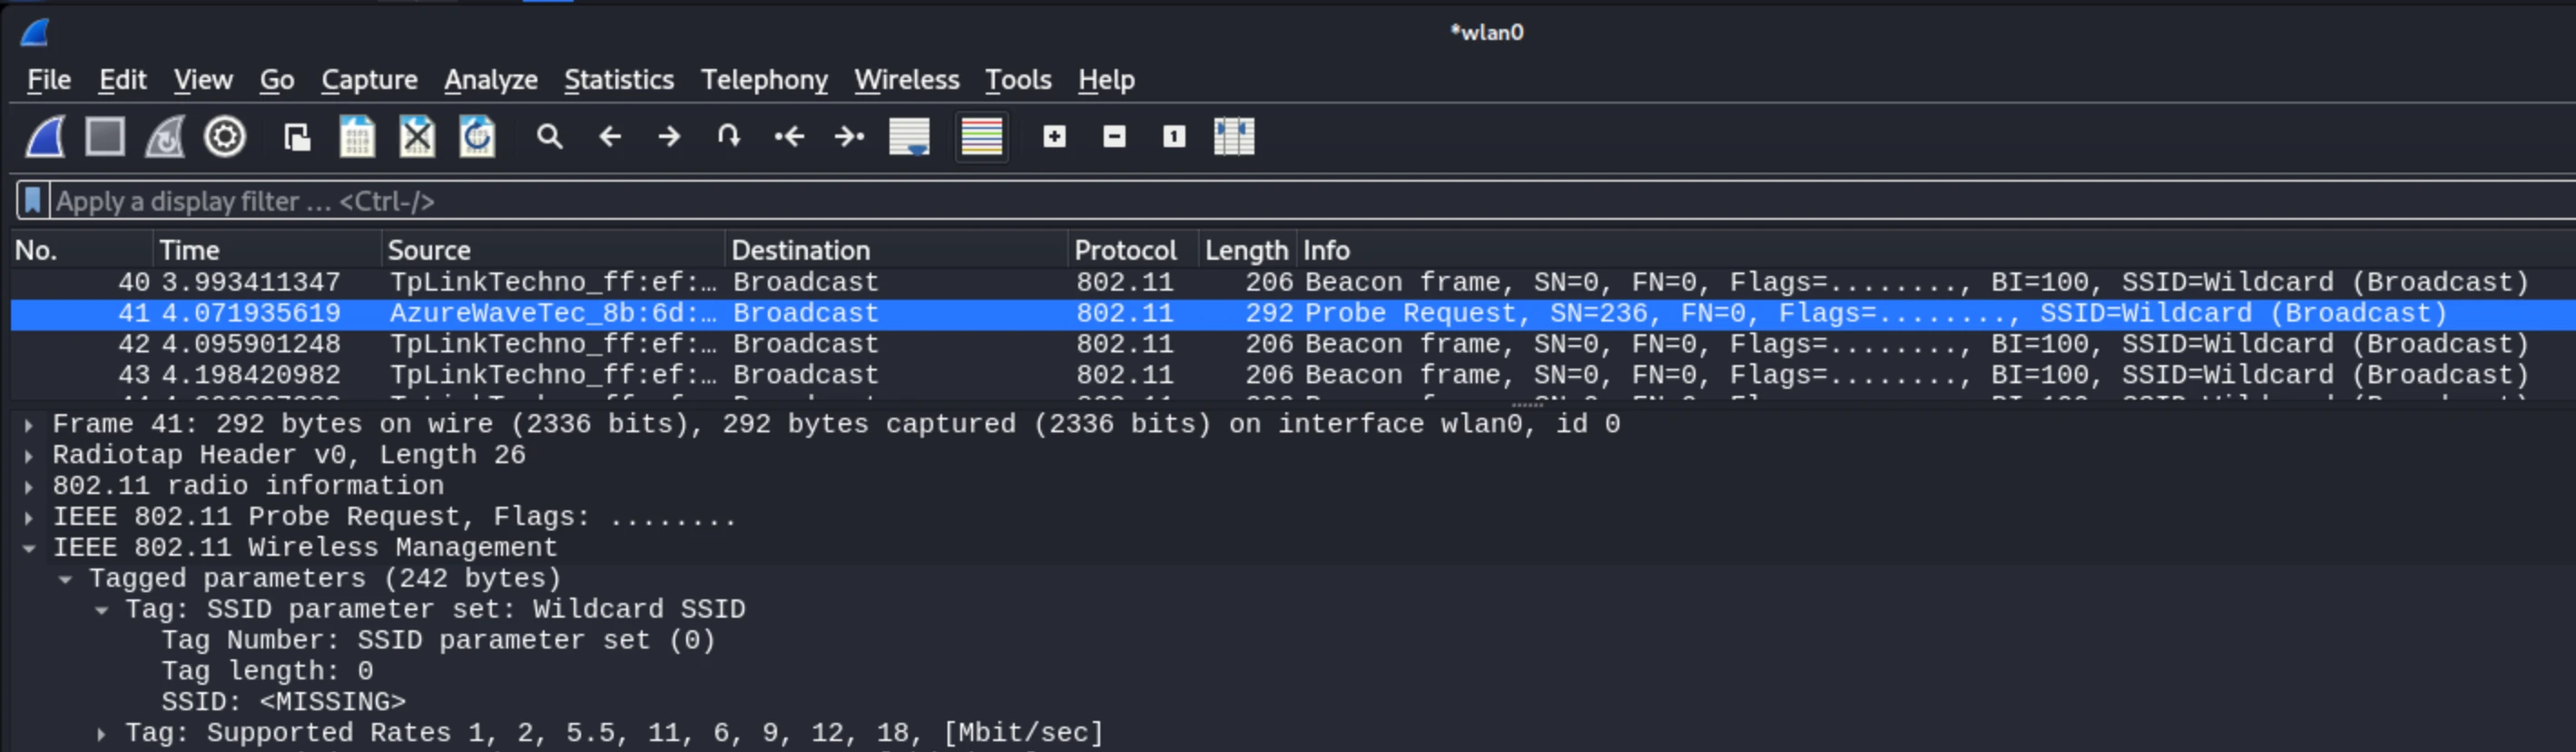 *wlan0
File Edit View Go Capture Analyze Statistics Telephony Wireless Tools Help
Apply a display filter ... <Ctrl-/>
No. Time Source Destination Protocol Length Info
40 3.993411347 TpLinkTechno_ff:ef:… Broadcast 802.11 206 Beacon frame, SN=0, FN=0, Flags=........, BI=100, SSID=Wildcard (Broadcast)
41 4.071935619 AzureWaveTec_8b:6d:… Broadcast 802.11 292 Probe Request, SN=236, FN=0, Flags=........, SSID=Wildcard (Broadcast)
42 4.095901248 TpLinkTechno_ff:ef:… Broadcast 802.11 206 Beacon frame, SN=0, FN=0, Flags=........, BI=100, SSID=Wildcard (Broadcast)
43 4.198420982 TpLinkTechno_ff:ef:… Broadcast 802.11 206 Beacon frame, SN=0, FN=0, Flags=........, BI=100, SSID=Wildcard (Broadcast)
Frame 41: 292 bytes on wire (2336 bits), 292 bytes captured (2336 bits) on interface wlan0, id 0
Radiotap Header v0, Length 26
802.11 radio information
IEEE 802.11 Probe Request, Flags: ........
IEEE 802.11 Wireless Management
Tagged parameters (242 bytes)
Tag: SSID parameter set: Wildcard SSID
Tag Number: SSID parameter set (0)
Tag length: 0
SSID: <MISSING>
Tag: Supported Rates 1, 2, 5.5, 11, 6, 9, 12, 18, [Mbit/sec]